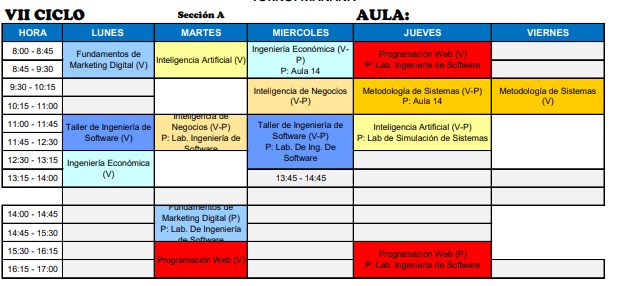 VII CICLO Sección A AULA:
HORA LUNES MARTES MIERCOLES JUEVES VIERNES
8:00 - 8:45
8:45 - 9:30
Fundamentos de
Marketing Digital (V)
Inteligencia Artificial (V)
Ingeniería Económica (V-
P)
P: Aula 14
Programación Web (V)
P: Lab. Ingeniería de Software
9:30 - 10:15
10:15 - 11:00
Inteligencia de Negocios
(V-P)
Metodología de Sistemas (V-P)
P: Aula 14
Metodología de Sistemas
(V)
11:00 - 11:45
11:45 - 12:30
Taller de Ingeniería de
Software (V)
Inteligencia de
Negocios (V-P)
P: Lab. Ingeniería de
Software
Taller de Ingeniería de
Software (V-P)
P: Lab. De Ing. De
Software
Inteligencia Artificial (V-P)
P: Lab de Simulación de Sistemas
12:30 - 13:15
13:15 - 14:00
Ingeniería Económica
(V)
13:45 - 14:45
14:00 - 14:45
14:45 - 15:30
Fundamentos de
Marketing Digital (P)
P: Lab. De Ingeniería
de Software
15:30 - 16:15
16:15 - 17:00
Programación Web (V)
Programación Web (P)
P: Lab. Ingeniería de Software